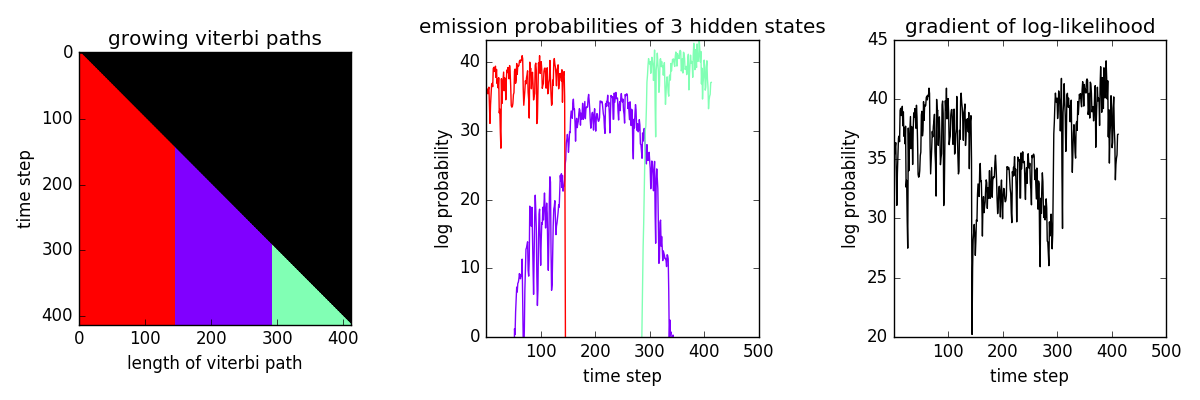 growing viterbi paths
0
100
200
300
400
time step
0 100 200 300 400
length of viterbi path
emission probabilities of 3 hidden states
40
30
20
10
0
log probability
100 200 300 400 500
time step
gradient of log-likelihood
45
40
35
30
25
20
log probability
0 100 200 300 400 500
time step